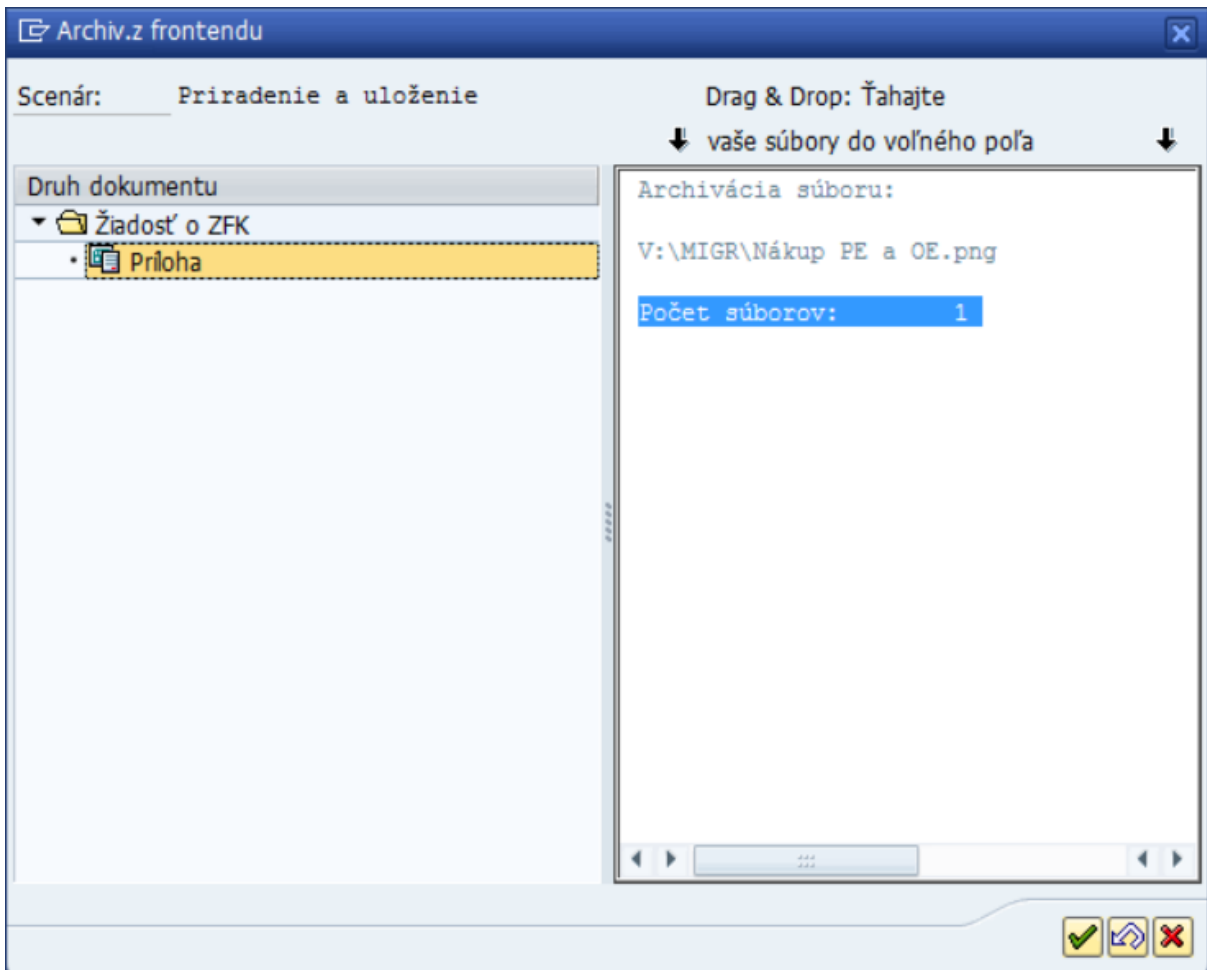 Archiv.z frontendu
Scenár: Priradenie a uloženie
Drag & Drop: Ťahajte
vaše súbory do voľného poľa
Druh dokumentu
Žiadosť o ZFK
Príloha
Archivácia súboru:
V:\MIGR\Nákup PE a OE.png
Počet súborov: 1